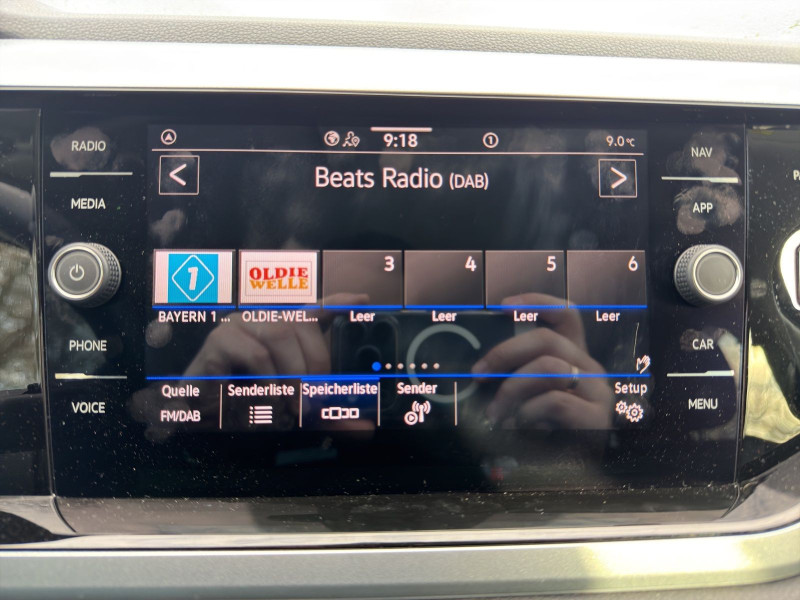 RADIO
MEDIA
PHONE
VOICE
9:18
1
9.0°C
<
Beats Radio (DAB)
>
1
OLDIE
WELLE
3
4
5
6
BAYERN 1 ...
OLDIE-WEL...
Leer
Leer
Leer
Leer
Quelle
FM/DAB
Senderliste
Speicherliste
Sender
Setup
NAV
APP
CAR
MENU